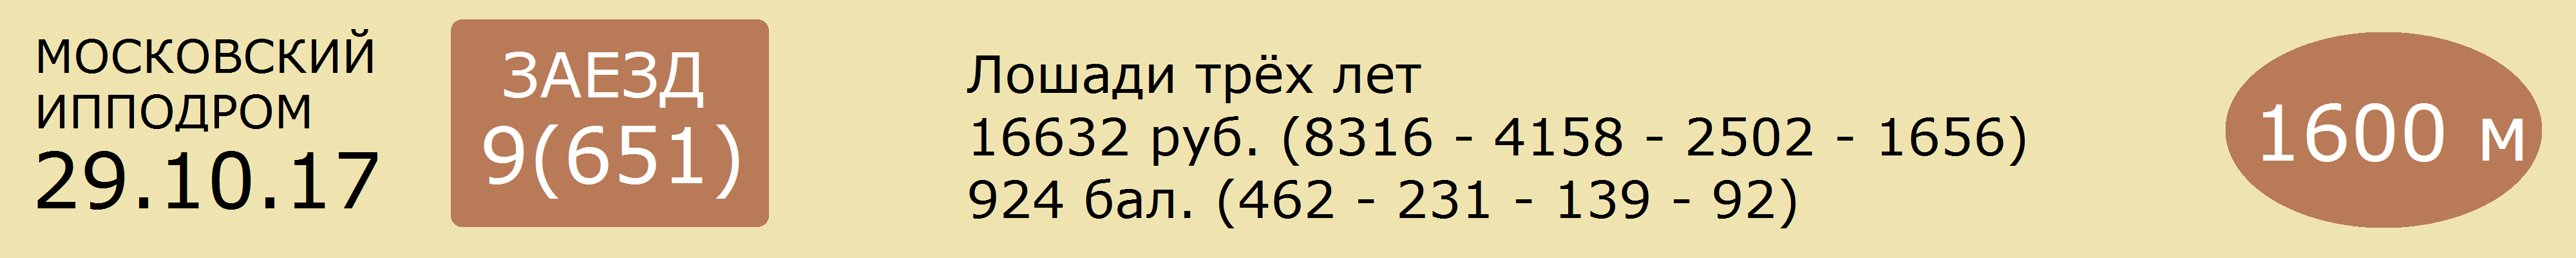 МОСКОВСКИЙ
ИППОДРОМ
29.10.17
ЗАЕЗД
9(651)
Лошади трёх лет
16632 руб. (8316 - 4158 - 2502 - 1656)
924 бал. (462 - 231 - 139 - 92)
1600 м